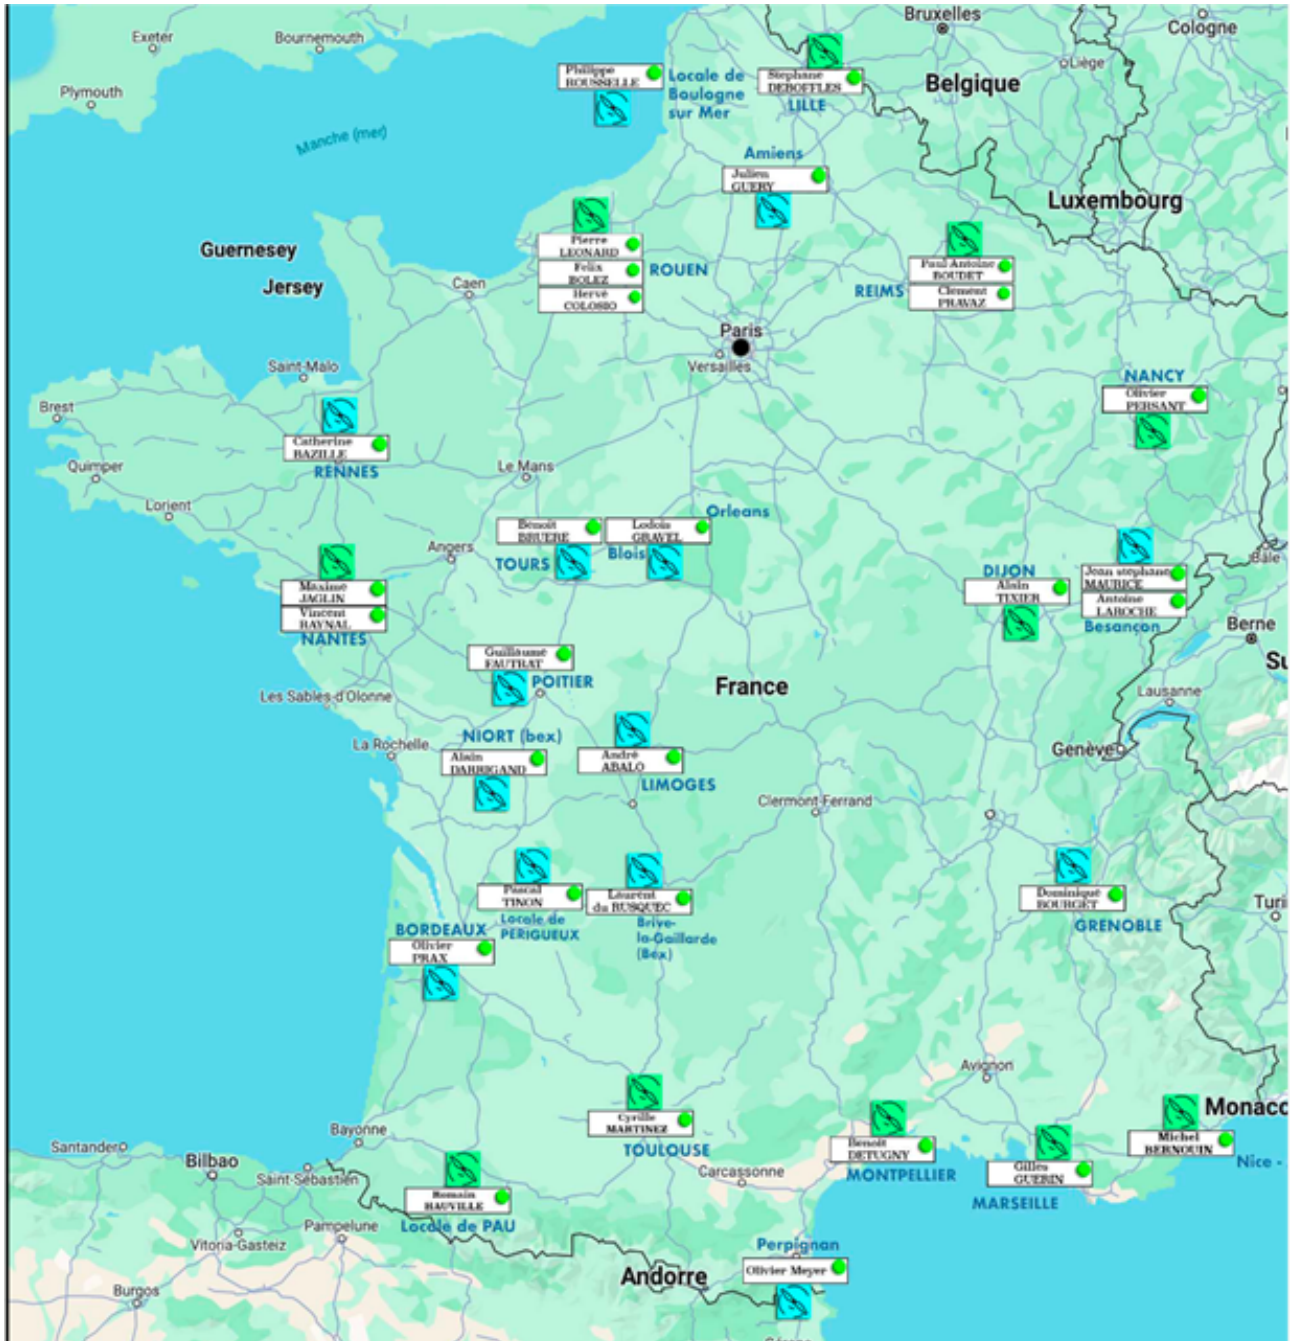 Bruxelles
Exeter
Bournemouth
Cologne
Liège
Philippe
ROUSSELLE
Locale de
Boulogne
sur Mer
Stephane
DEBOFFLES
LILLE
Belgique
Plymouth
Manche (mer)
Amiens
Julien
GUERY
Luxembourg
Guernesey
Jersey
Pierre
LEONARD
Felix
BOLEZ
Hervé
COLOSIO
ROUEN
Paul Antoine
BOUDET
Clement
PRAVAZ
REIMS
Caen
Paris
Versailles
Saint-Malo
NANCY
Olivier
PERSANT
Brest
Catherine
BAZILLE
RENNES
Quimper
Le Mans
Lorient
Orleans
Benoit
BRUERE
Lodois
GRAVEL
TOURS
Blois
Angers
Bâle
DIJON
Alain
TIXIER
Jean stephane
MAURICE
Antoine
LAROCHE
Besançon
Maxime
JAGLIN
Vincent
RAYNAL
NANTES
Berne
Guillaume
FAUTRAT
POITIER
France
Su
Les Sables-d'Olonne
Lausanne
La Rochelle
NIORT (bex)
Alain
DARRIGAND
André
ABALO
LIMOGES
Genève
Clermont-Ferrand
Pascal
TINON
Locale de
PERIGUEUX
Laurent
du RUSQUEC
Brive-
la-Gaillarde
(Bex)
Dominique
BOURGET
GRENOBLE
Turi
BORDEAUX
Olivier
PRAX
Avignon
Cyrille
MARTINEZ
TOULOUSE
Benoit
DETUGNY
MONTPELLIER
Michel
BERNOUIN
Monaco
Nice -
Gilles
GUERIN
MARSEILLE
Bayonne
Santander
Bilbao
Saint-Sébastien
Carcassonne
Romain
HAUVILLE
Locale de PAU
Pampelune
Vitoria-Gasteiz
Perpignan
Olivier Meyer
Andorre
Burgos